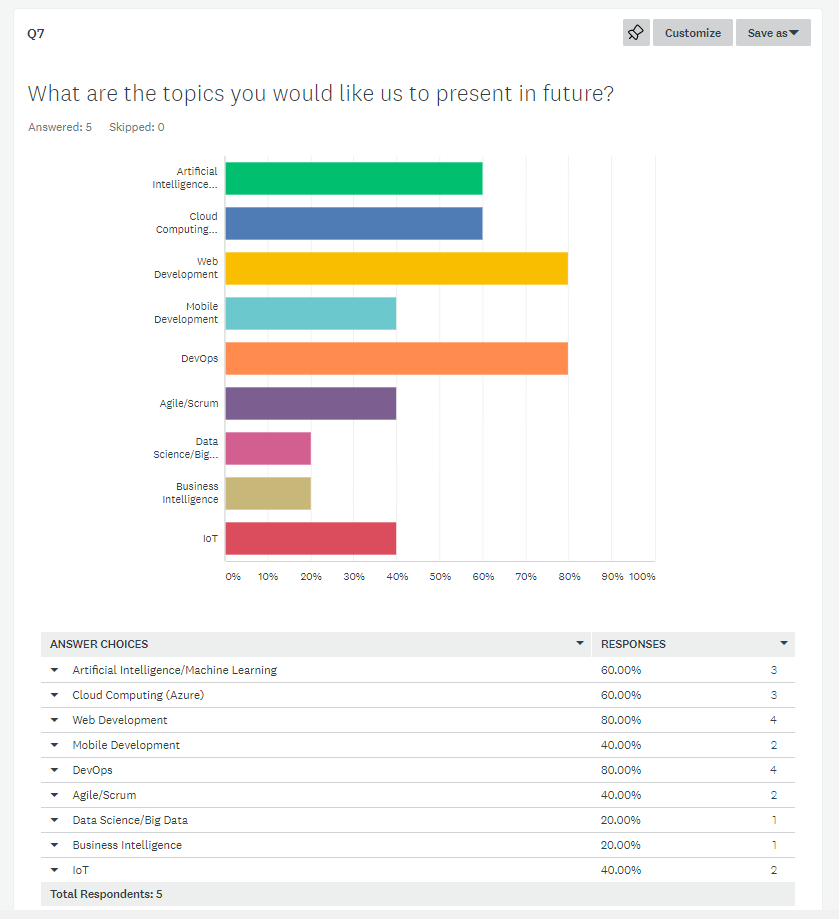 Q7
Customize
Save as
What are the topics you would like us to present in future?
Answered: 5 Skipped: 0
Artificial
Intelligence...
Cloud
Computing...
Web
Development
Mobile
Development
DevOps
Agile/Scrum
Data
Science/Big...
Business
Intelligence
IoT
0% 10% 20% 30% 40% 50% 60% 70% 80% 90% 100%
ANSWER CHOICES RESPONSES
Artificial Intelligence/Machine Learning 60.00% 3
Cloud Computing (Azure) 60.00% 3
Web Development 80.00% 4
Mobile Development 40.00% 2
DevOps 80.00% 4
Agile/Scrum 40.00% 2
Data Science/Big Data 20.00% 1
Business Intelligence 20.00% 1
IoT 40.00% 2
Total Respondents: 5